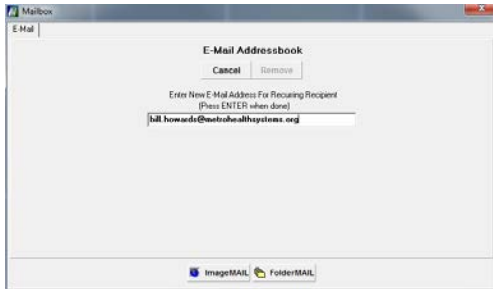 Mailbox
E-Mail
E-Mail Addressbook
Cancel Remove
Enter New E-Mail Address For Recurring Recipient
(Press ENTER when done)
bill.howards@metrohealthsystems.org
ImageMAIL FolderMAIL